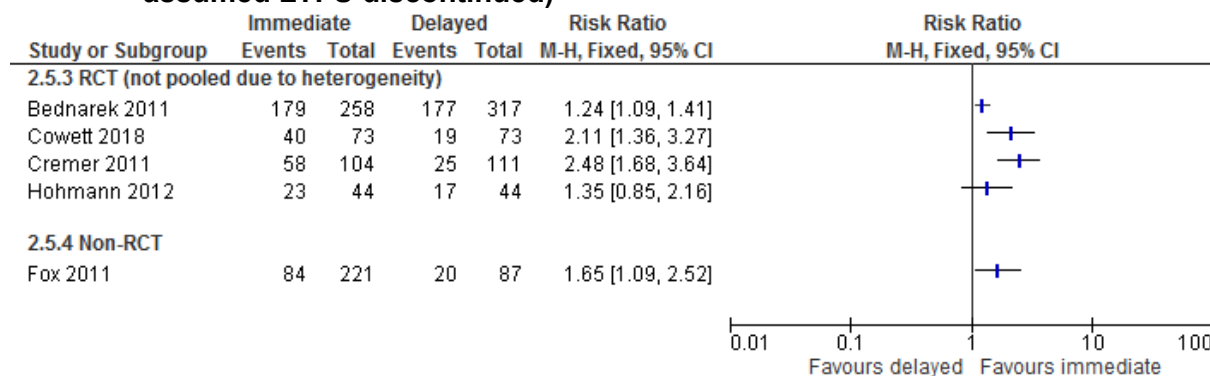 assumed LTFU discontinued)
Immediate Delayed Risk Ratio Risk Ratio
Study or Subgroup Events Total Events Total M-H, Fixed, 95% CI M-H, Fixed, 95% CI
2.5.3 RCT (not pooled due to heterogeneity)
Bednarek 2011 179 258 177 317 1.24 [1.09, 1.41]
Cowett 2018 40 73 19 73 2.11 [1.36, 3.27]
Cremer 2011 58 104 25 111 2.48 [1.68, 3.64]
Hohmann 2012 23 44 17 44 1.35 [0.85, 2.16]
2.5.4 Non-RCT
Fox 2011 84 221 20 87 1.65 [1.09, 2.52]
0.01 0.1 1 10 100
Favours delayed Favours immediate